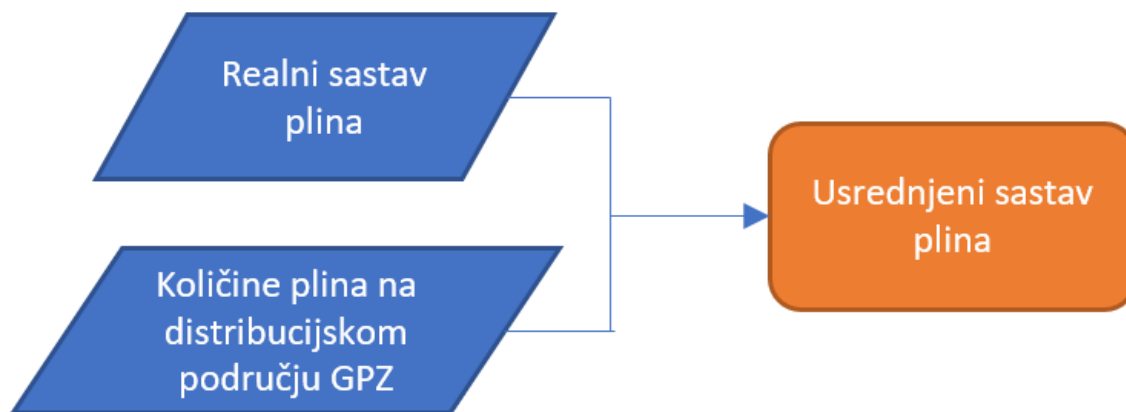 Realni sastav
plina
Količine plina na
distribucijskom
području GPZ
Usrednjeni sastav
plina